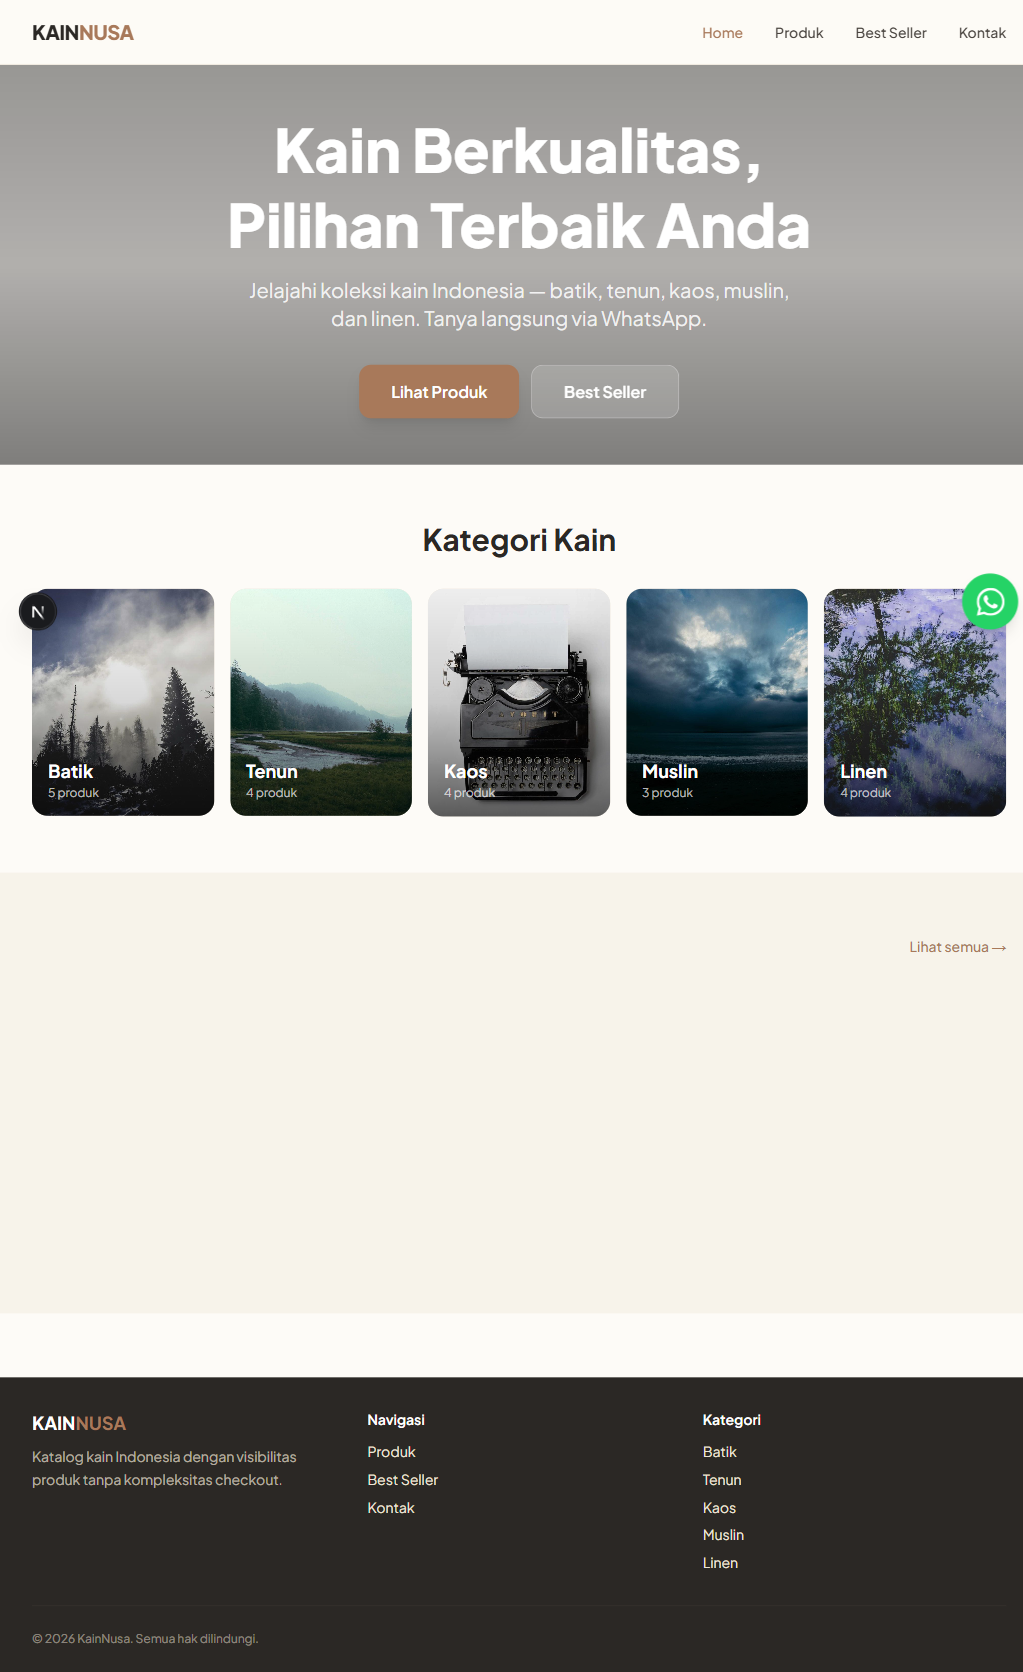 KAINNUSA
Home
Produk
Best Seller
Kontak
Kain Berkualitas,
Pilihan Terbaik Anda
Jelajahi koleksi kain Indonesia — batik, tenun, kaos, muslin,
dan linen. Tanya langsung via WhatsApp.
Lihat Produk
Best Seller
Kategori Kain
N
Batik
5 produk
Tenun
4 produk
Kaos
4 produk
Muslin
3 produk
Linen
4 produk
Lihat semua →
KAINNUSA
Katalog kain Indonesia dengan visibilitas
produk tanpa kompleksitas checkout.
Navigasi
Produk
Best Seller
Kontak
Kategori
Batik
Tenun
Kaos
Muslin
Linen
© 2026 KainNusa. Semua hak dilindungi.